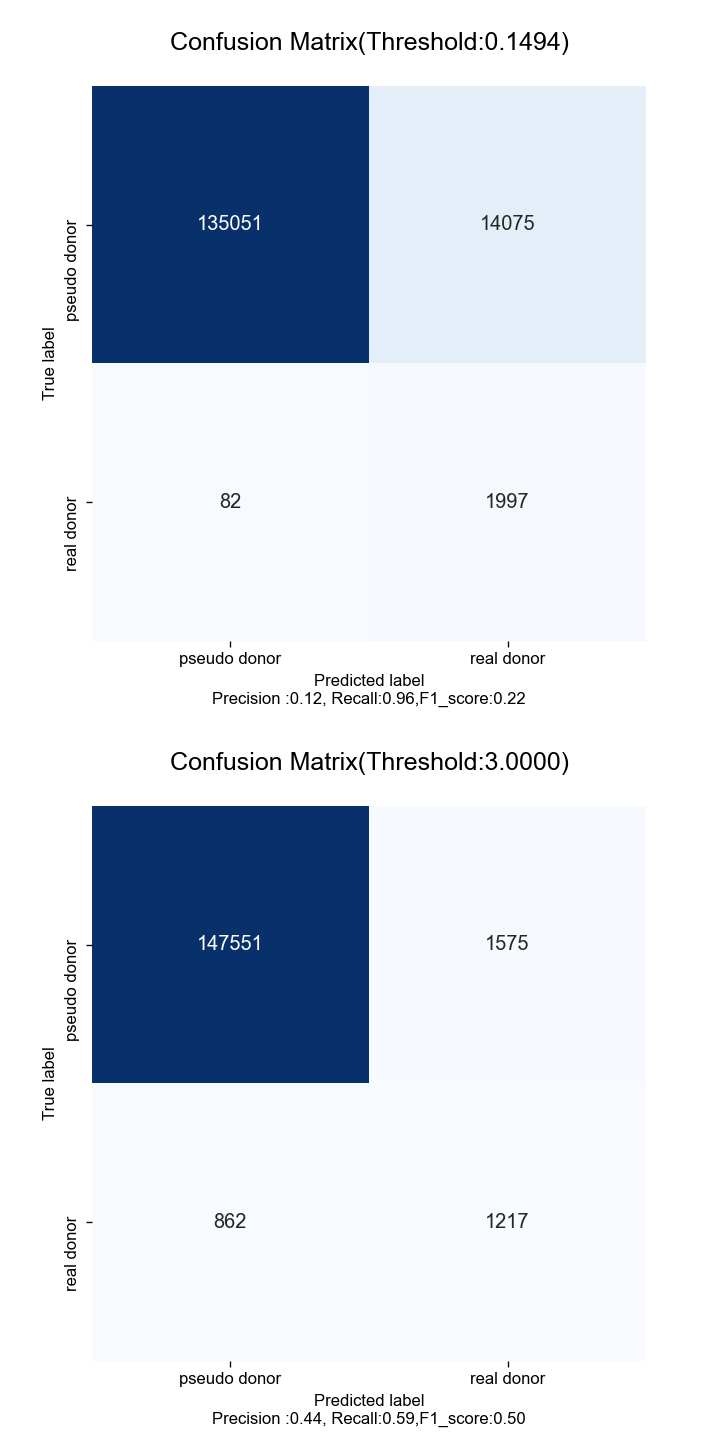 Confusion Matrix(Threshold:0.1494)
pseudo donor
135051
14075
True label
real donor
82
1997
pseudo donor
real donor
Predicted label
Precision :0.12, Recall:0.96,F1_score:0.22
Confusion Matrix(Threshold:3.0000)
pseudo donor
147551
1575
True label
real donor
862
1217
pseudo donor
real donor
Predicted label
Precision :0.44, Recall:0.59,F1_score:0.50